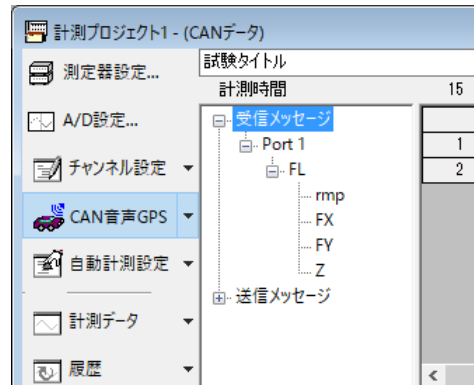 計測プロジェクト1 - (CANデータ)
測定器設定...
試験タイトル
計測時間 15
A/D設定...
受信メッセージ
Port 1
1
チャンネル設定
FL
2
rmp
CAN音声GPS
FX
FY
自動計測設定
Z
送信メッセージ
計測データ
履歴